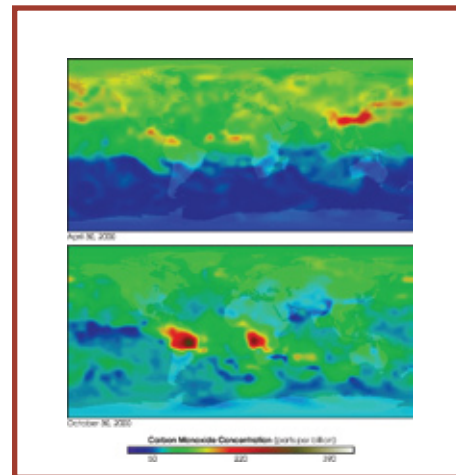 April 30, 2000
October 30, 2000
Carbon Monoxide Concentration (parts per billion)
50 220 390